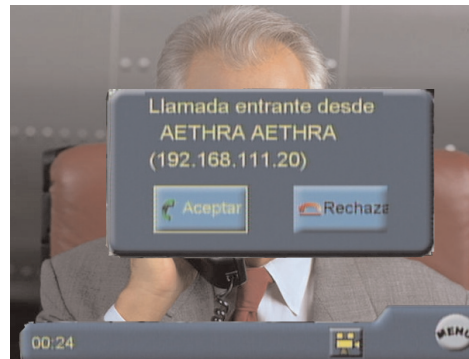 Llamada entrante desde
AETHRA AETHRA
(192.168.111.20)
Aceptar
Rechaza
00:24
MENU